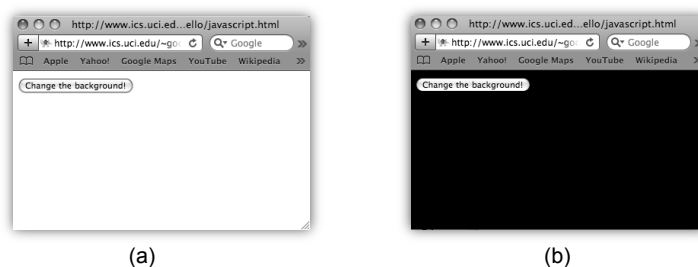 http://www.ics.uci.ed...ello/javascript.html
http://www.ics.uci.edu/~goo
Google
Apple Yahoo! Google Maps YouTube Wikipedia
Change the background!
(a)
http://www.ics.uci.ed...ello/javascript.html
http://www.ics.uci.edu/~goo
Google
Apple Yahoo! Google Maps YouTube Wikipedia
Change the background!
(b)